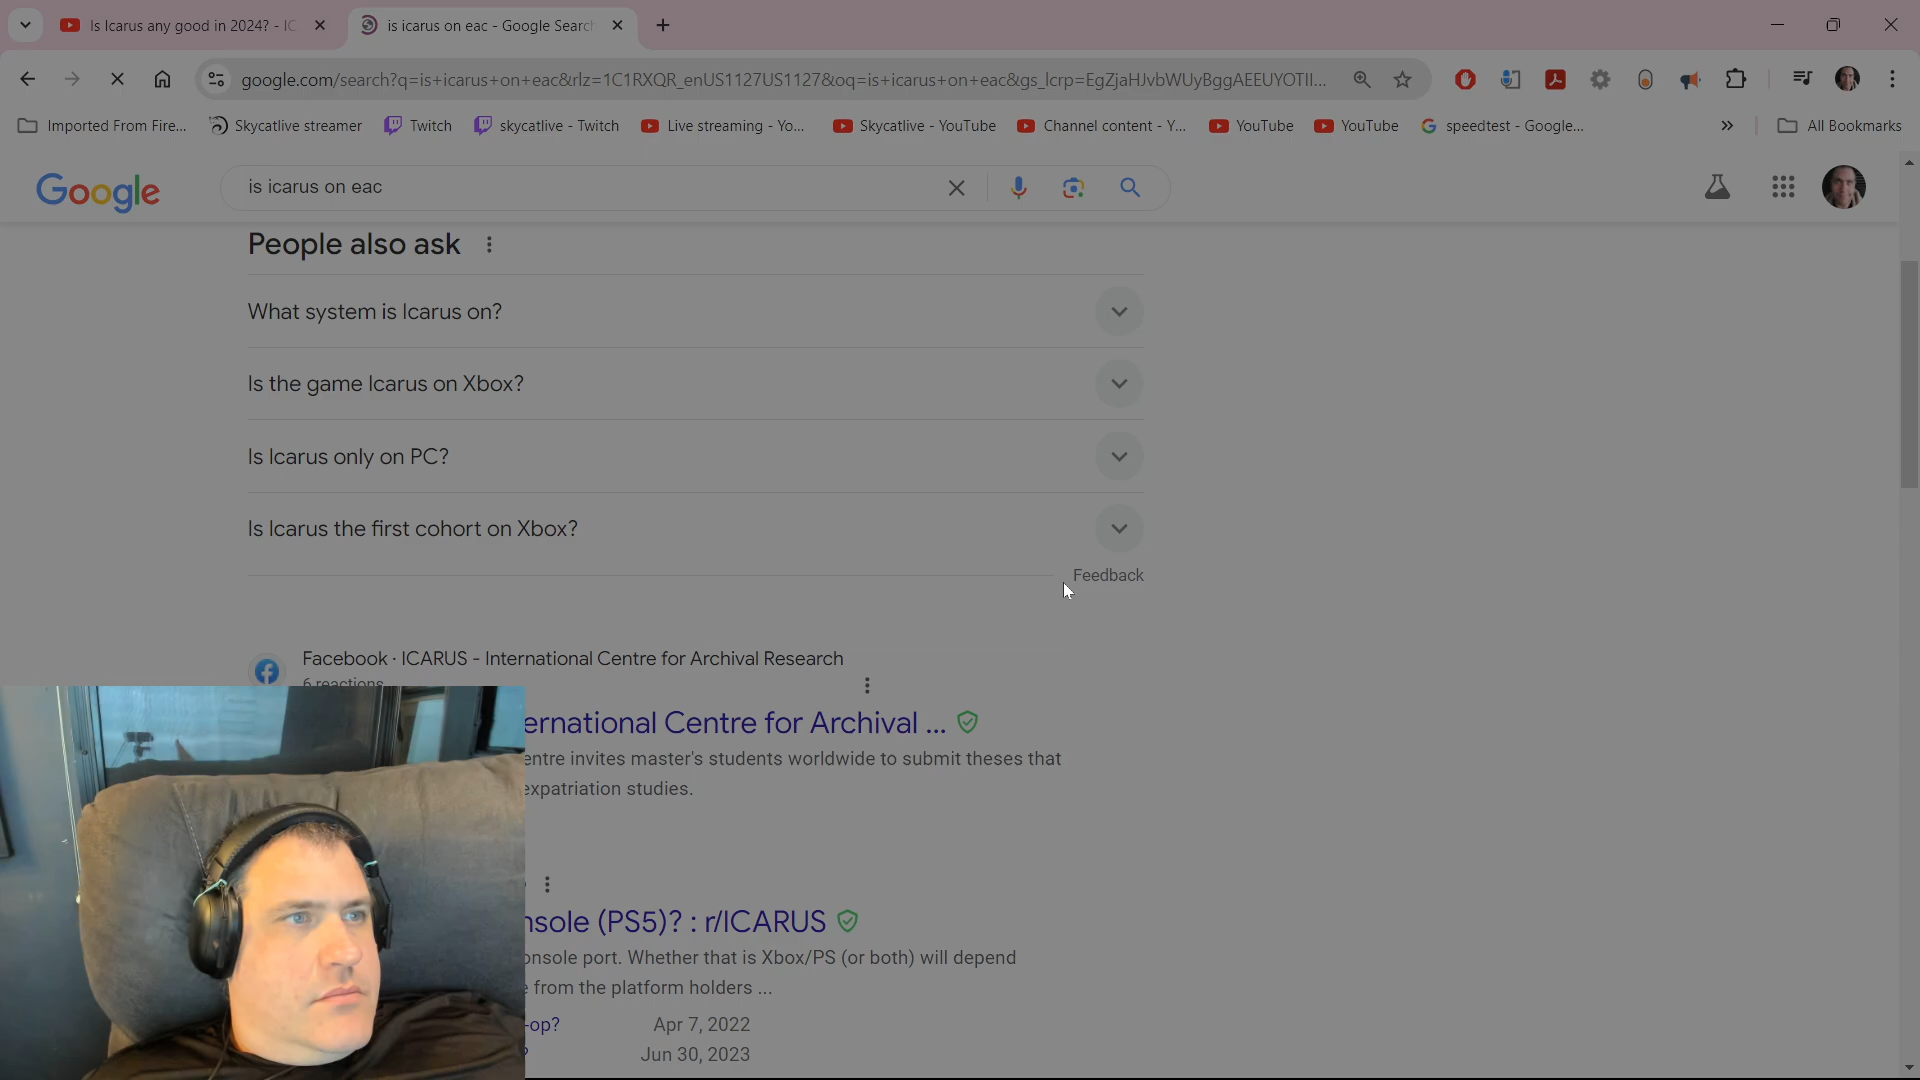 Is Icarus any good in 2024? - IC
is icarus on eac - Google Search
google.com/search?q=is+icarus+on+eac&rlz=1C1RXQR_enUS1127US1127&oq=is+icarus+on+eac&gs_lcrp=EgZjaHJvbWUyBggAEEUYOTII...
Imported From Fire...
Skycatlive streamer
Twitch
skycatlive - Twitch
Live streaming - Yo...
Skycatlive - YouTube
Channel content - Y...
YouTube
YouTube
speedtest - Google...
All Bookmarks
Google
is icarus on eac
People also ask
What system is Icarus on?
Is the game Icarus on Xbox?
Is Icarus only on PC?
Is Icarus the first cohort on Xbox?
Feedback
Facebook · ICARUS - International Centre for Archival Research
6 reactions
ernational Centre for Archival ...
entre invites master's students worldwide to submit theses that
expatriation studies.
nsole (PS5)? : r/ICARUS
onsole port. Whether that is Xbox/PS (or both) will depend
from the platform holders ...
-op? Apr 7, 2022
? Jun 30, 2023